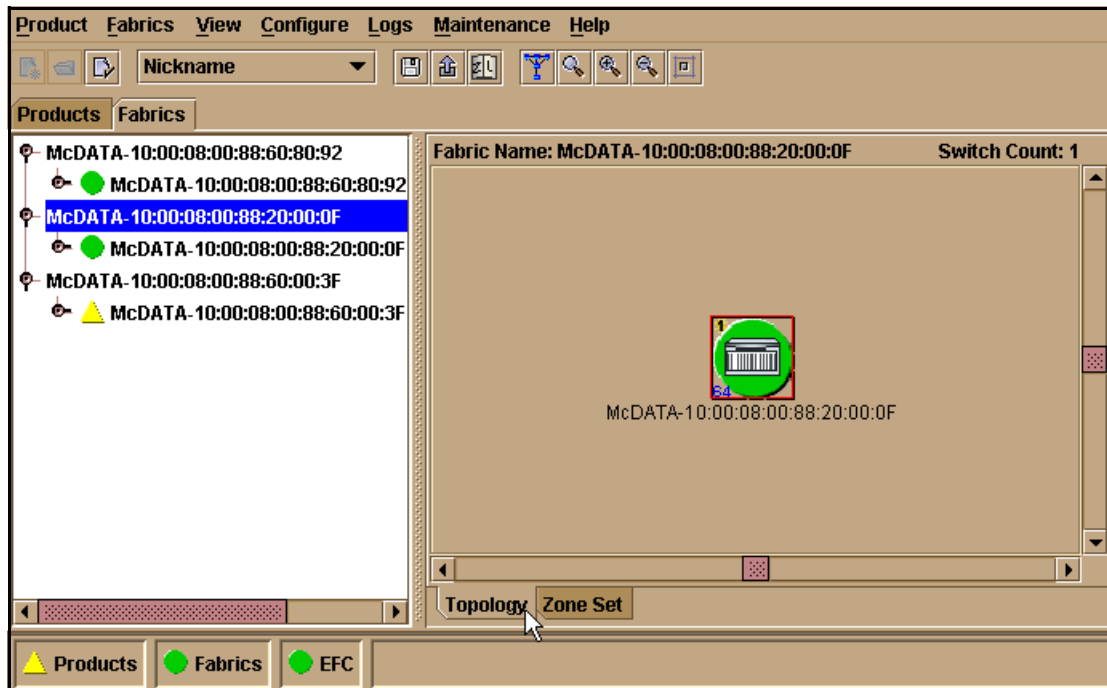 Product Fabrics View Configure Logs Maintenance Help
Nickname
Products Fabrics
McDATA-10:00:08:00:88:60:80:92
McDATA-10:00:08:00:88:60:80:92
McDATA-10:00:08:00:88:20:00:0F
McDATA-10:00:08:00:88:20:00:0F
McDATA-10:00:08:00:88:60:00:3F
McDATA-10:00:08:00:88:60:00:3F
Fabric Name: McDATA-10:00:08:00:88:20:00:0F Switch Count: 1
1
64
McDATA-10:00:08:00:88:20:00:0F
Topology Zone Set
Products Fabrics EFC